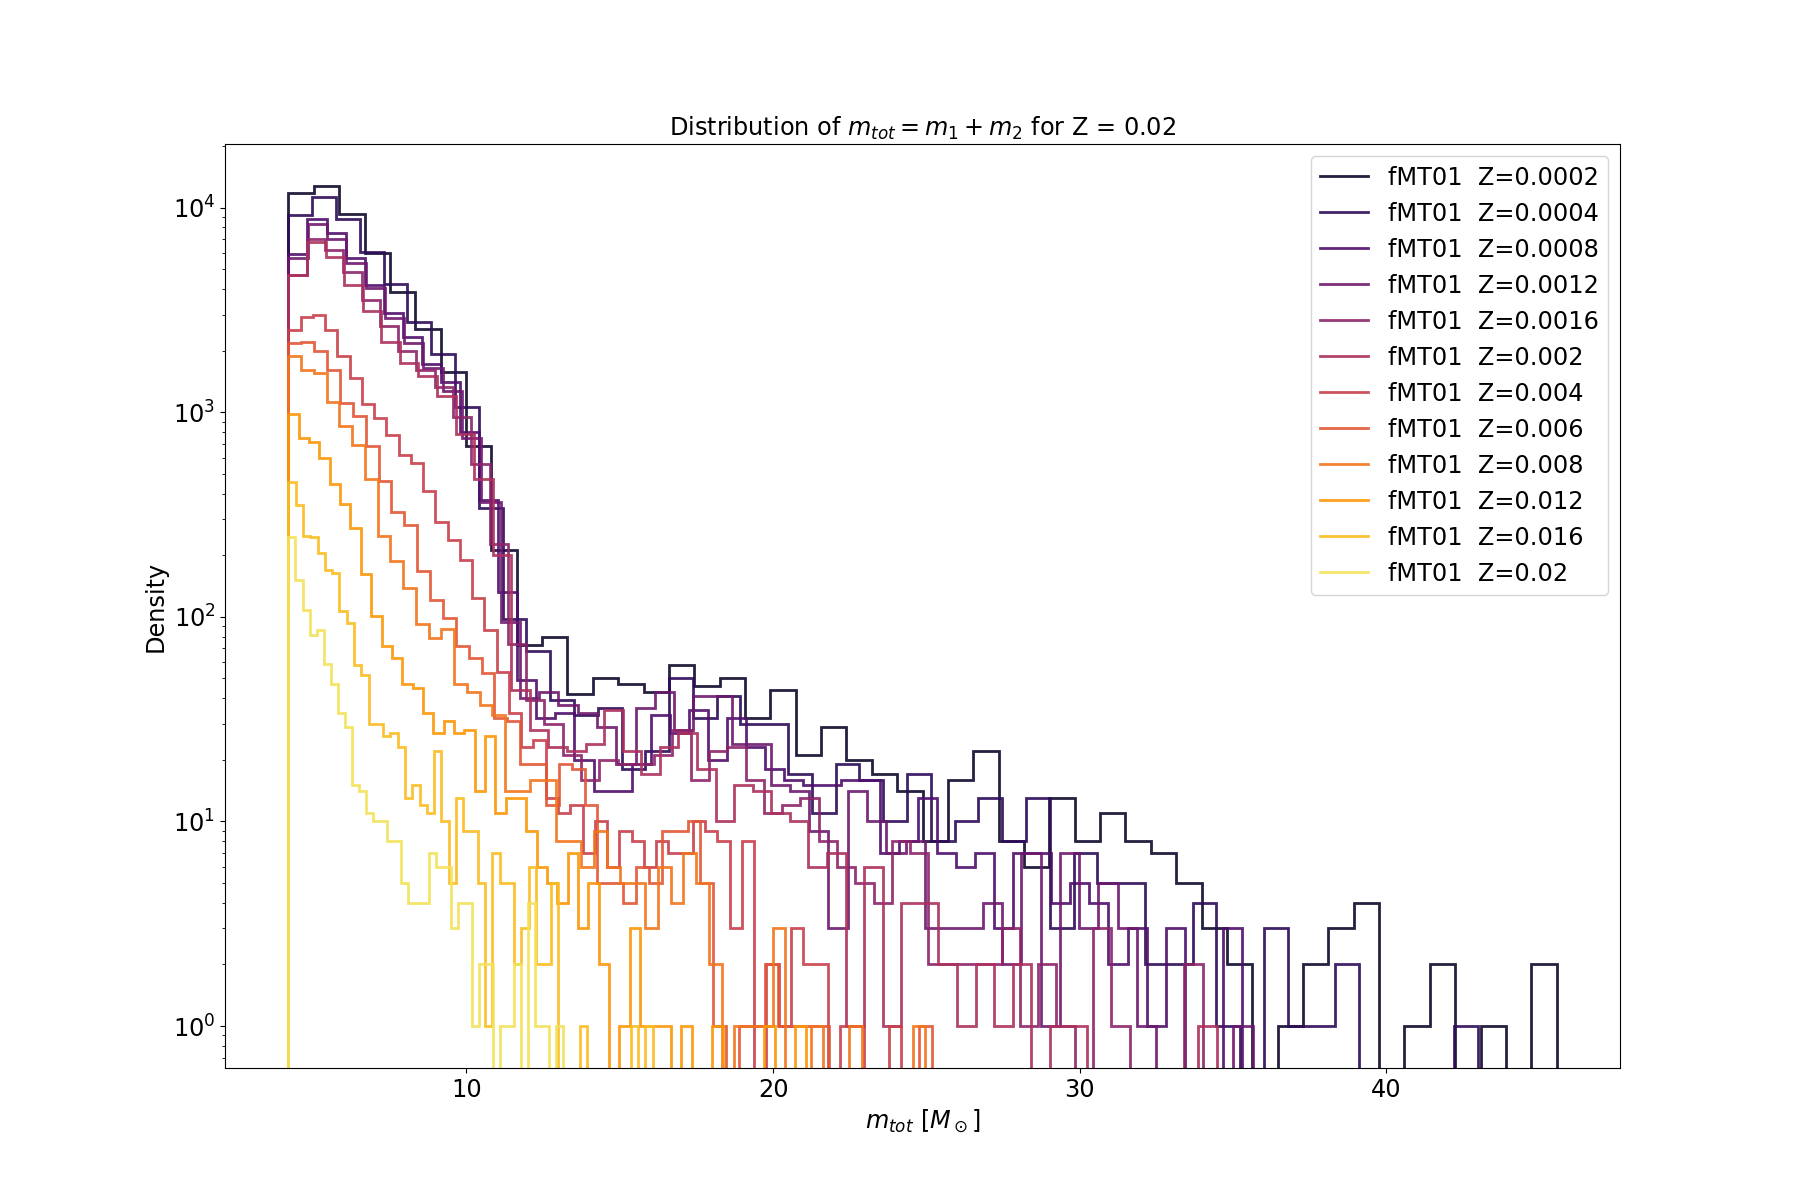 Distribution of m_tot = m_1 + m_2 for Z = 0.02
10^4
10^3
10^2
10^1
10^0
Density
fMT01 Z=0.0002
fMT01 Z=0.0004
fMT01 Z=0.0008
fMT01 Z=0.0012
fMT01 Z=0.0016
fMT01 Z=0.002
fMT01 Z=0.004
fMT01 Z=0.006
fMT01 Z=0.008
fMT01 Z=0.012
fMT01 Z=0.016
fMT01 Z=0.02
10 20 30 40
m_tot [M_⊙]